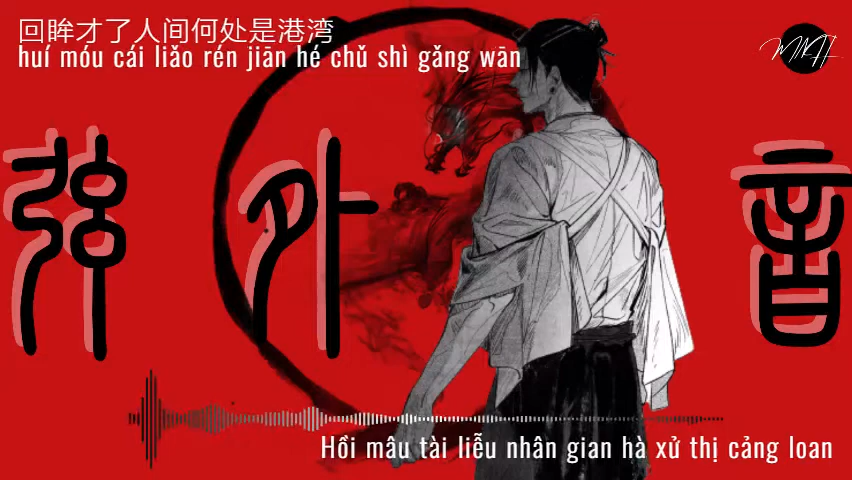 回眸才了人间何处是港湾
huí móu cái liǎo rén jiān hé chǔ shì gǎng wān
弦外音
Hồi mâu tài liễu nhân gian hà xử thị cảng loan